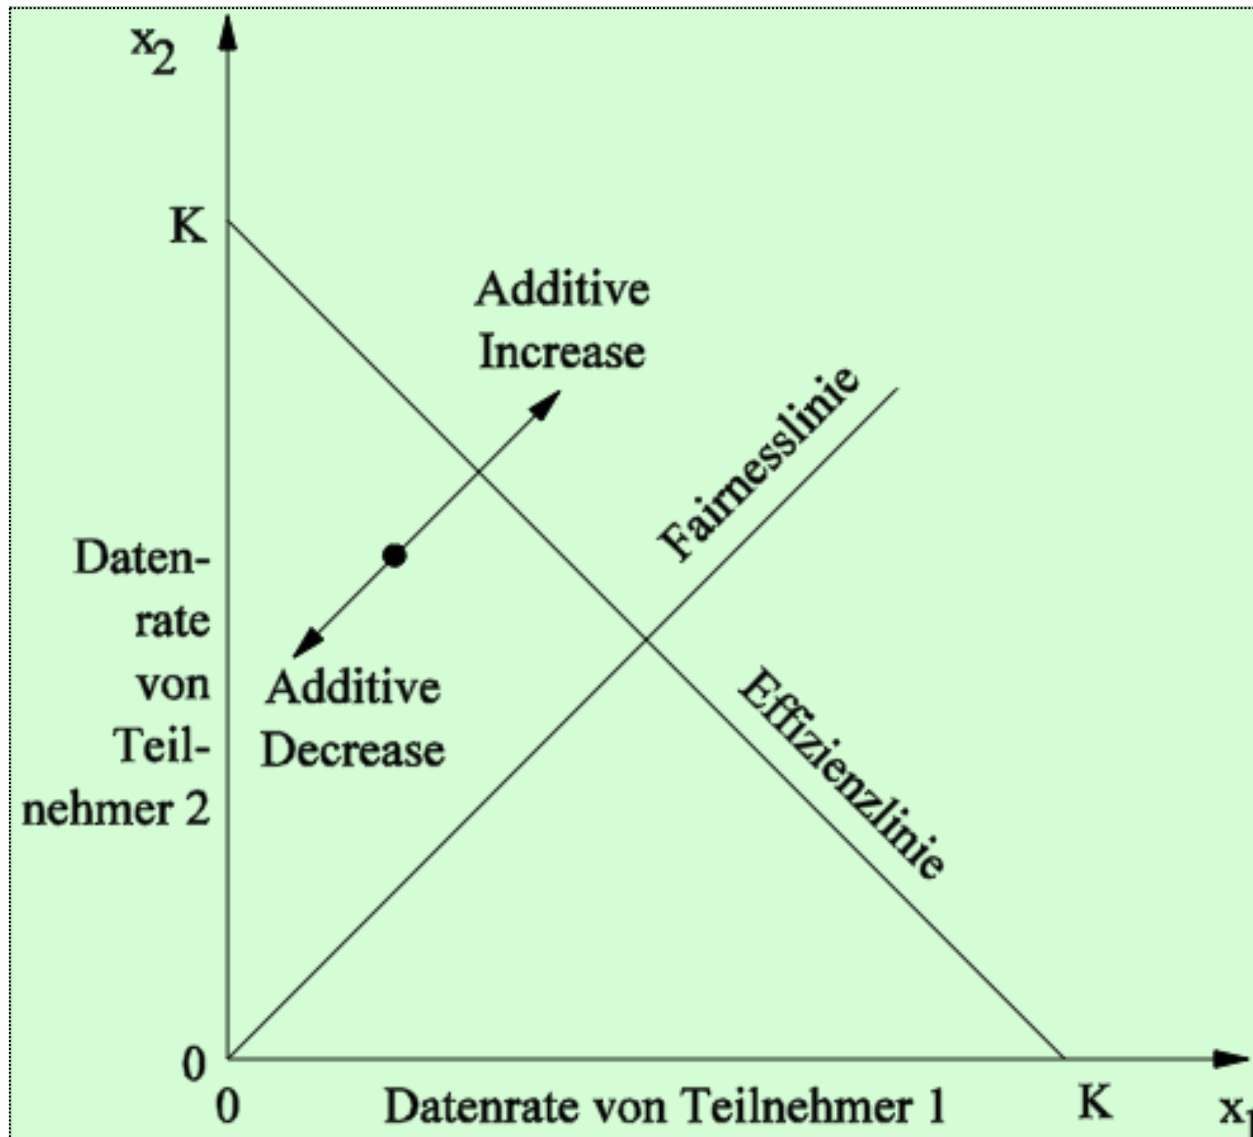 x2
K
Additive
Increase
Fairnesslinie
Daten-
rate
von
Teil-
nehmer 2
Additive
Decrease
Effizienzlinie
0
0
Datenrate von Teilnehmer 1
K
x1